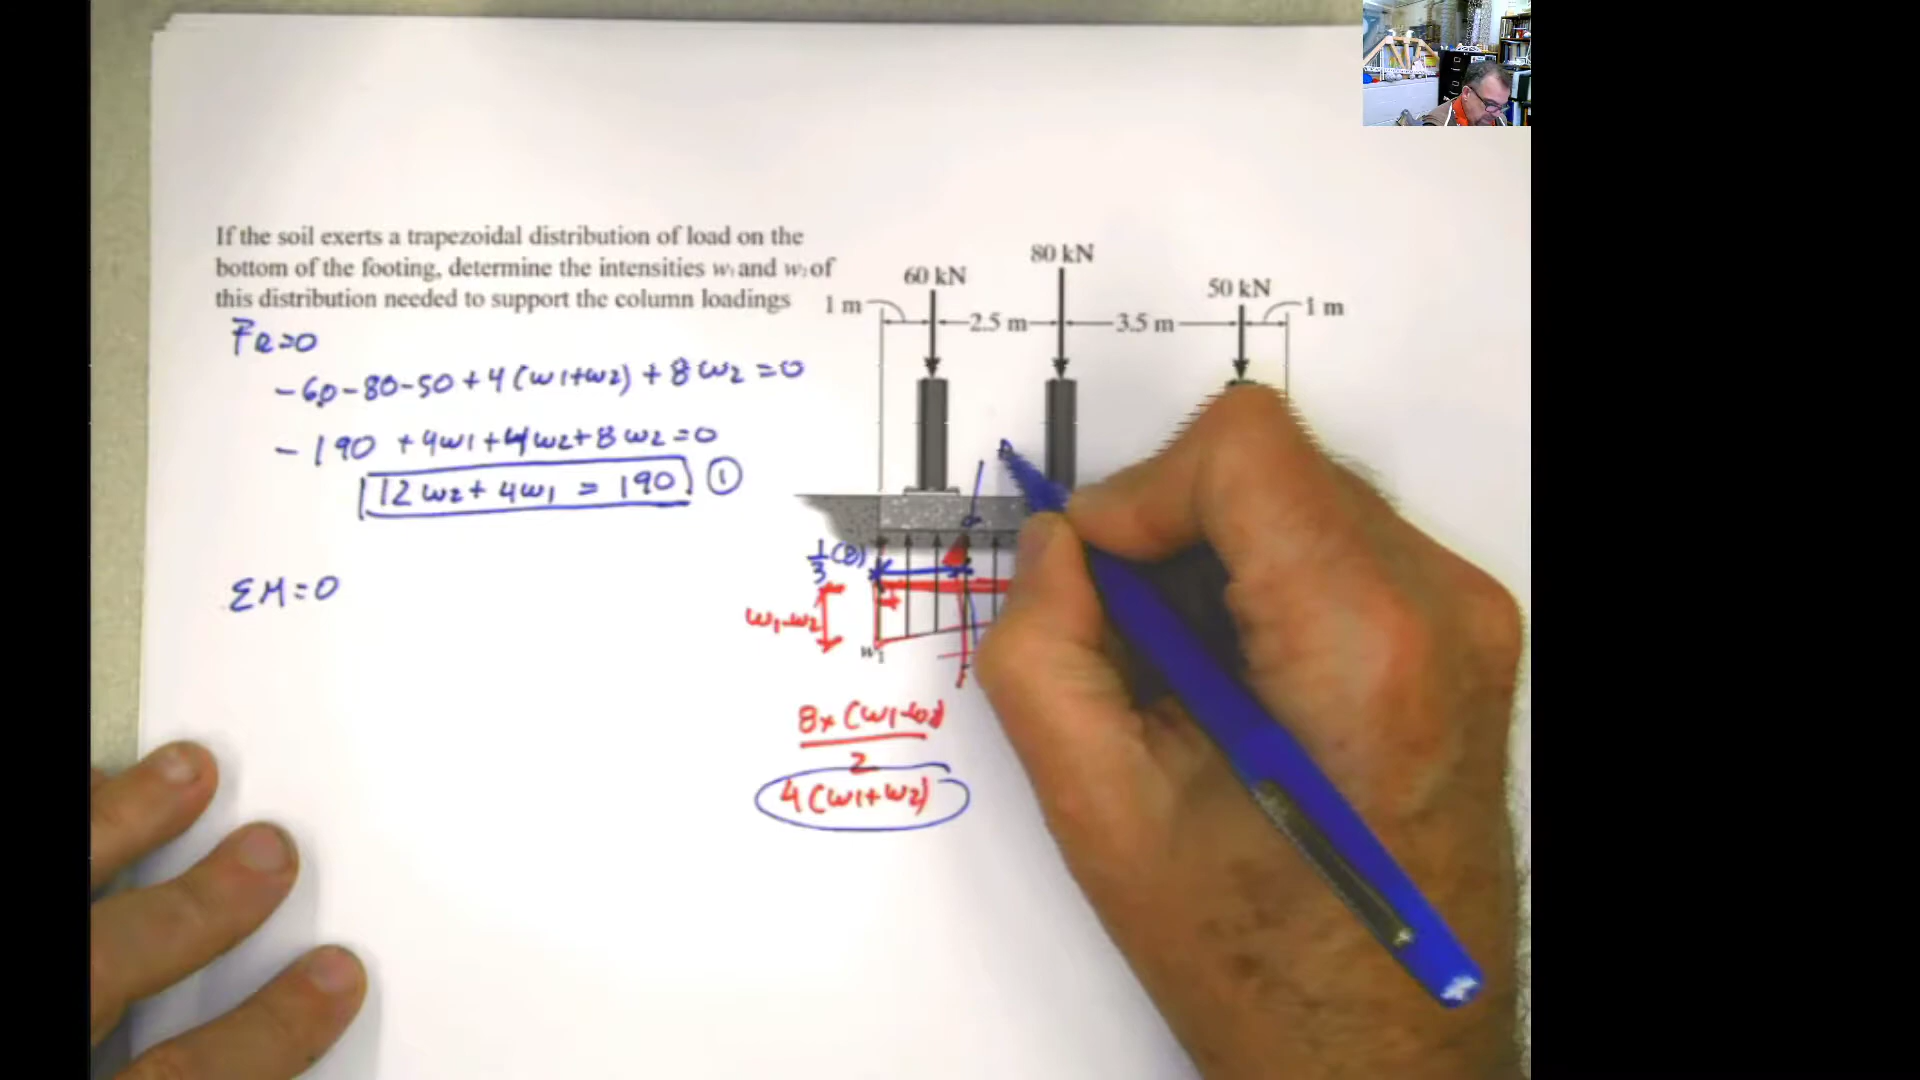 If the soil exerts a trapezoidal distribution of load on the
bottom of the footing, determine the intensities w₁ and w₂ of
this distribution needed to support the column loadings
80 kN
60 kN
50 kN
1 m
2.5 m
3.5 m
1 m
FR=0
-60-80-50+4(w1+w2)+8w2=0
-190+4w1+4w2+8w2=0
12w2+4w1=190 ①
ΣM=0
1/3(8)
w1-w2
w1
8x(w1-w2)
2
4(w1+w2)